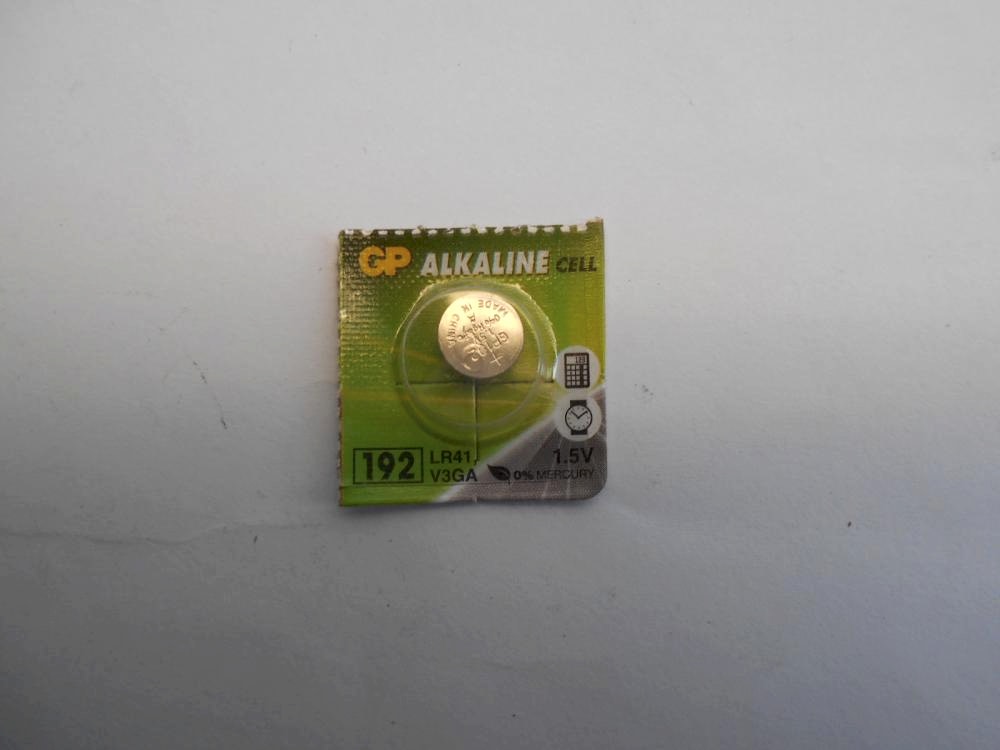 GP ALKALINE CELL
MADE IN CHINA
192
LR41,
V3GA
1.5V
0% MERCURY